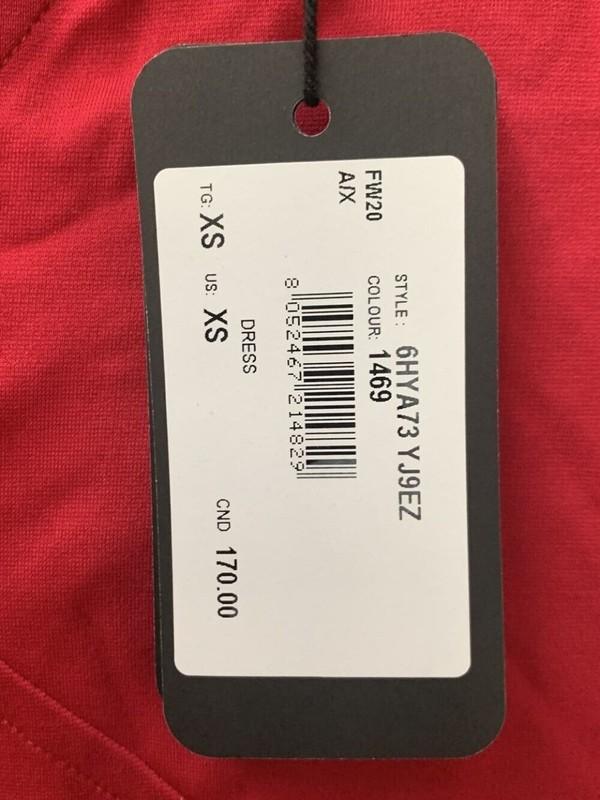 FW20
A|X
STYLE: 6HYA73 YJ9EZ
COLOUR: 1469
8 052467 214829
DRESS
TG: XS US: XS
CND 170.00